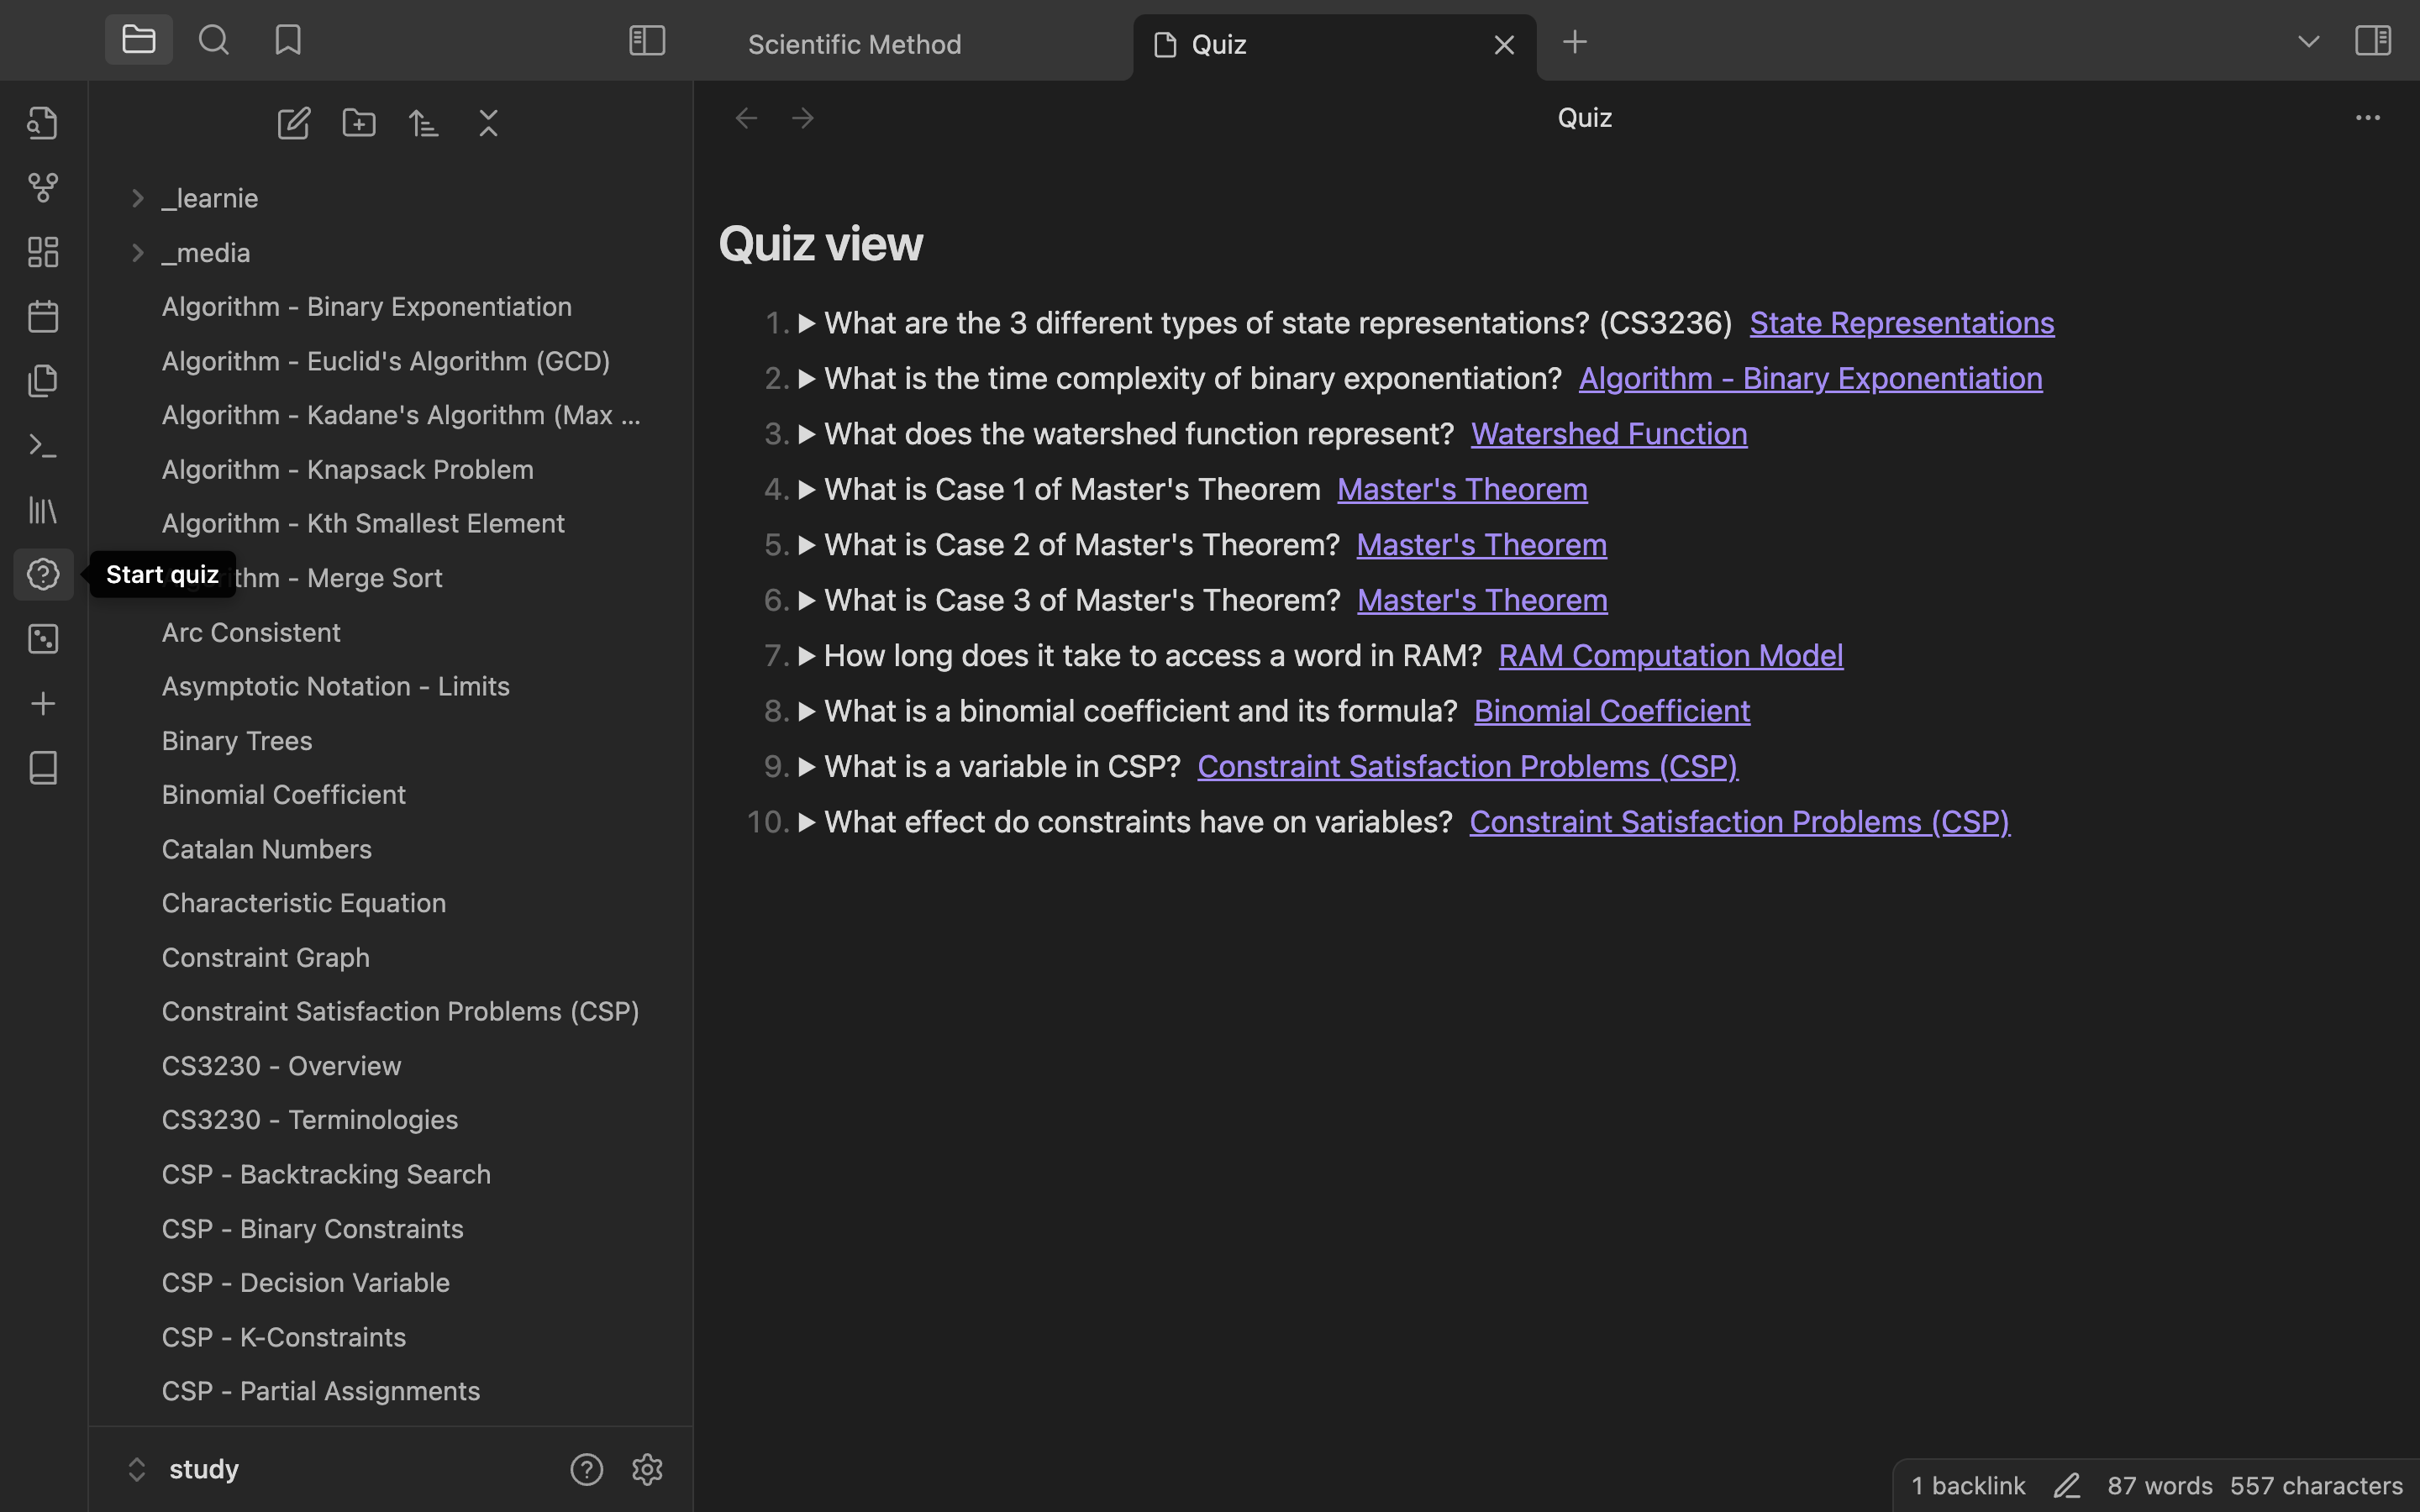 Scientific Method
Quiz
Quiz
_learnie
_media
Algorithm - Binary Exponentiation
Algorithm - Euclid's Algorithm (GCD)
Algorithm - Kadane's Algorithm (Max ...
Algorithm - Knapsack Problem
Algorithm - Kth Smallest Element
Start quiz
thm - Merge Sort
Arc Consistent
Asymptotic Notation - Limits
Binary Trees
Binomial Coefficient
Catalan Numbers
Characteristic Equation
Constraint Graph
Constraint Satisfaction Problems (CSP)
CS3230 - Overview
CS3230 - Terminologies
CSP - Backtracking Search
CSP - Binary Constraints
CSP - Decision Variable
CSP - K-Constraints
CSP - Partial Assignments
study
Quiz view
1. What are the 3 different types of state representations? (CS3236) State Representations
2. What is the time complexity of binary exponentiation? Algorithm - Binary Exponentiation
3. What does the watershed function represent? Watershed Function
4. What is Case 1 of Master's Theorem Master's Theorem
5. What is Case 2 of Master's Theorem? Master's Theorem
6. What is Case 3 of Master's Theorem? Master's Theorem
7. How long does it take to access a word in RAM? RAM Computation Model
8. What is a binomial coefficient and its formula? Binomial Coefficient
9. What is a variable in CSP? Constraint Satisfaction Problems (CSP)
10. What effect do constraints have on variables? Constraint Satisfaction Problems (CSP)
1 backlink 87 words 557 characters